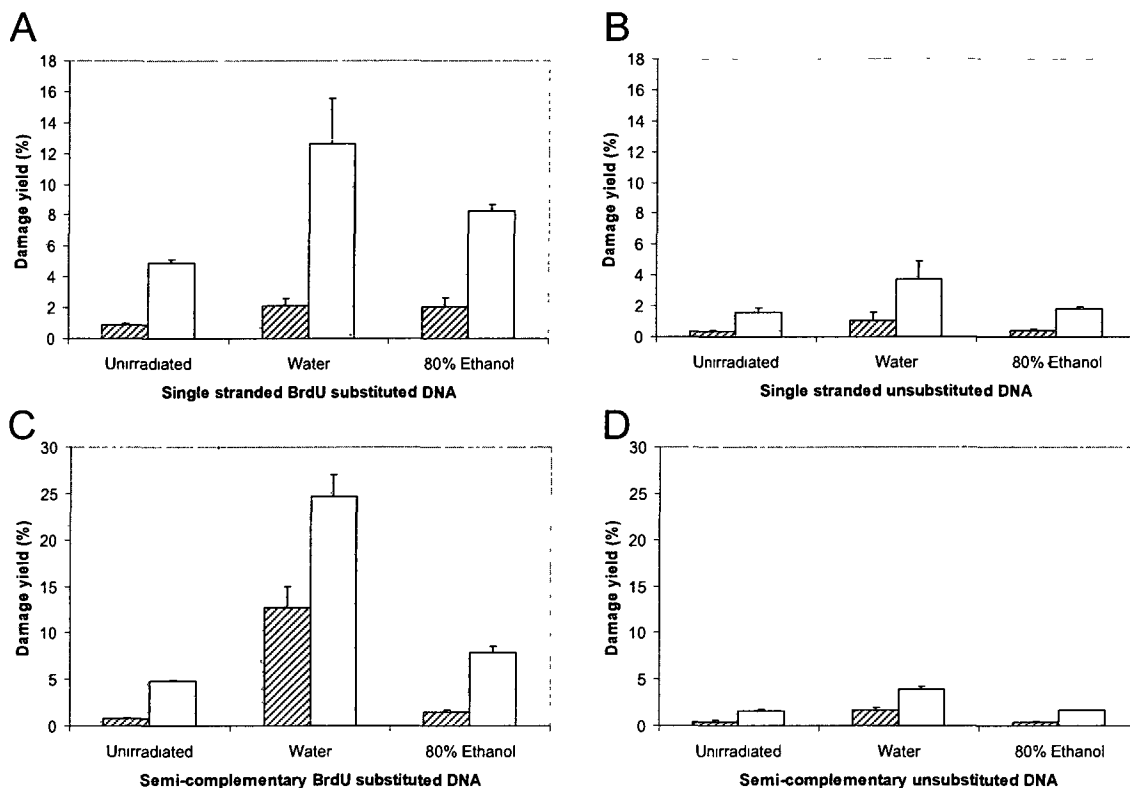 A
Damage yield (%)
18
16
14
12
10
8
6
4
2
0
Unirradiated Water 80% Ethanol
Single stranded BrdU substituted DNA
B
Damage yield (%)
18
16
14
12
10
8
6
4
2
0
Unirradiated Water 80% Ethanol
Single stranded unsubstituted DNA
C
Damage yield (%)
30
25
20
15
10
5
0
Unirradiated Water 80% Ethanol
Semi-complementary BrdU substituted DNA
D
Damage yield (%)
30
25
20
15
10
5
0
Unirradiated Water 80% Ethanol
Semi-complementary unsubstituted DNA